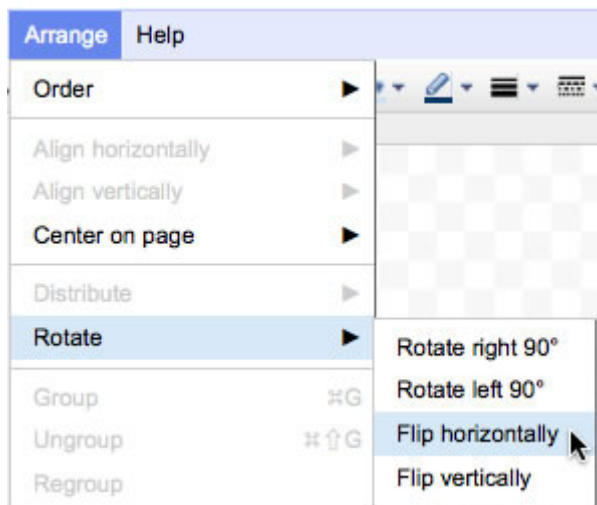 Arrange Help
Order
Align horizontally
Align vertically
Center on page
Distribute
Rotate
Group ⌘G
Ungroup ⌘⇧G
Regroup
Rotate right 90°
Rotate left 90°
Flip horizontally
Flip vertically